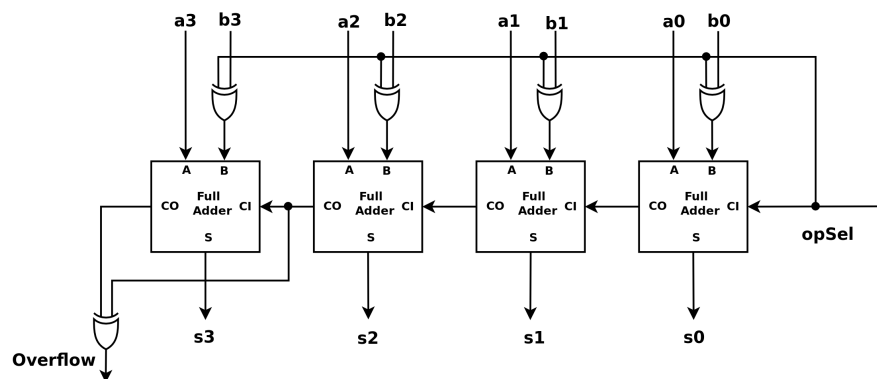 a3 b3 a2 b2 a1 b1 a0 b0
A B A B A B A B
CO Full Adder CI CO Full Adder CI CO Full Adder CI CO Full Adder CI
S S S S
opSel
s3 s2 s1 s0
Overflow